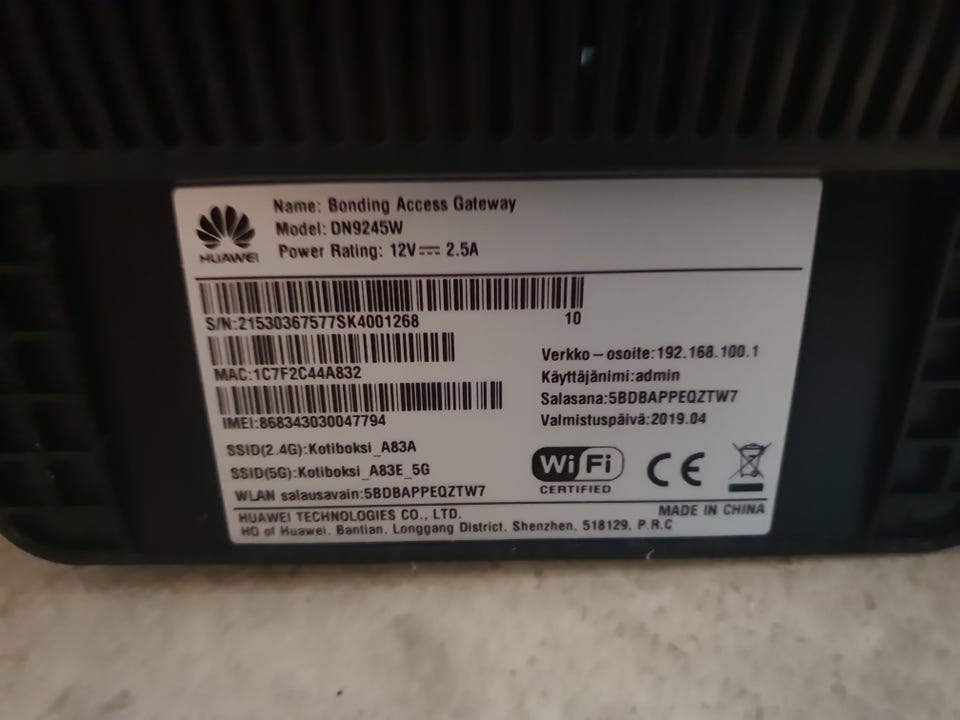 HUAWEI
Name: Bonding Access Gateway
Model: DN9245W
Power Rating: 12V⎓ 2.5A
S/N:21530367577SK4001268
10
MAC:1C7F2C44A832
IMEI:868343030047794
SSID(2.4G):Kotiboksi_A83A
SSID(5G):Kotiboksi_A83E_5G
WLAN salausavain:5BDBAPPEQZTW7
Verkko-osoite:192.168.100.1
Käyttäjänimi:admin
Salasana:5BDBAPPEQZTW7
Valmistuspäivä:2019.04
WiFi
CERTIFIED
CE
HUAWEI TECHNOLOGIES CO., LTD.
MADE IN CHINA
HQ of Huawei, Bantian, Longgang District, Shenzhen, 518129, P.R.C